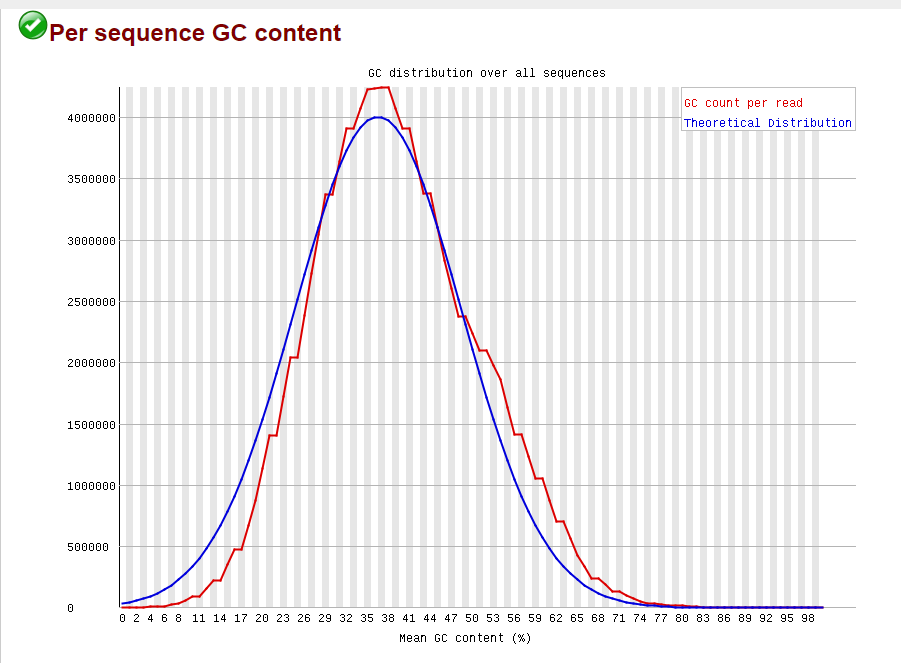 Per sequence GC content
GC distribution over all sequences
GC count per read
Theoretical Distribution
4000000
3500000
3000000
2500000
2000000
1500000
1000000
500000
0
0 2 4 6 8 11 14 17 20 23 26 29 32 35 38 41 44 47 50 53 56 59 62 65 68 71 74 77 80 83 86 89 92 95 98
Mean GC content (%)